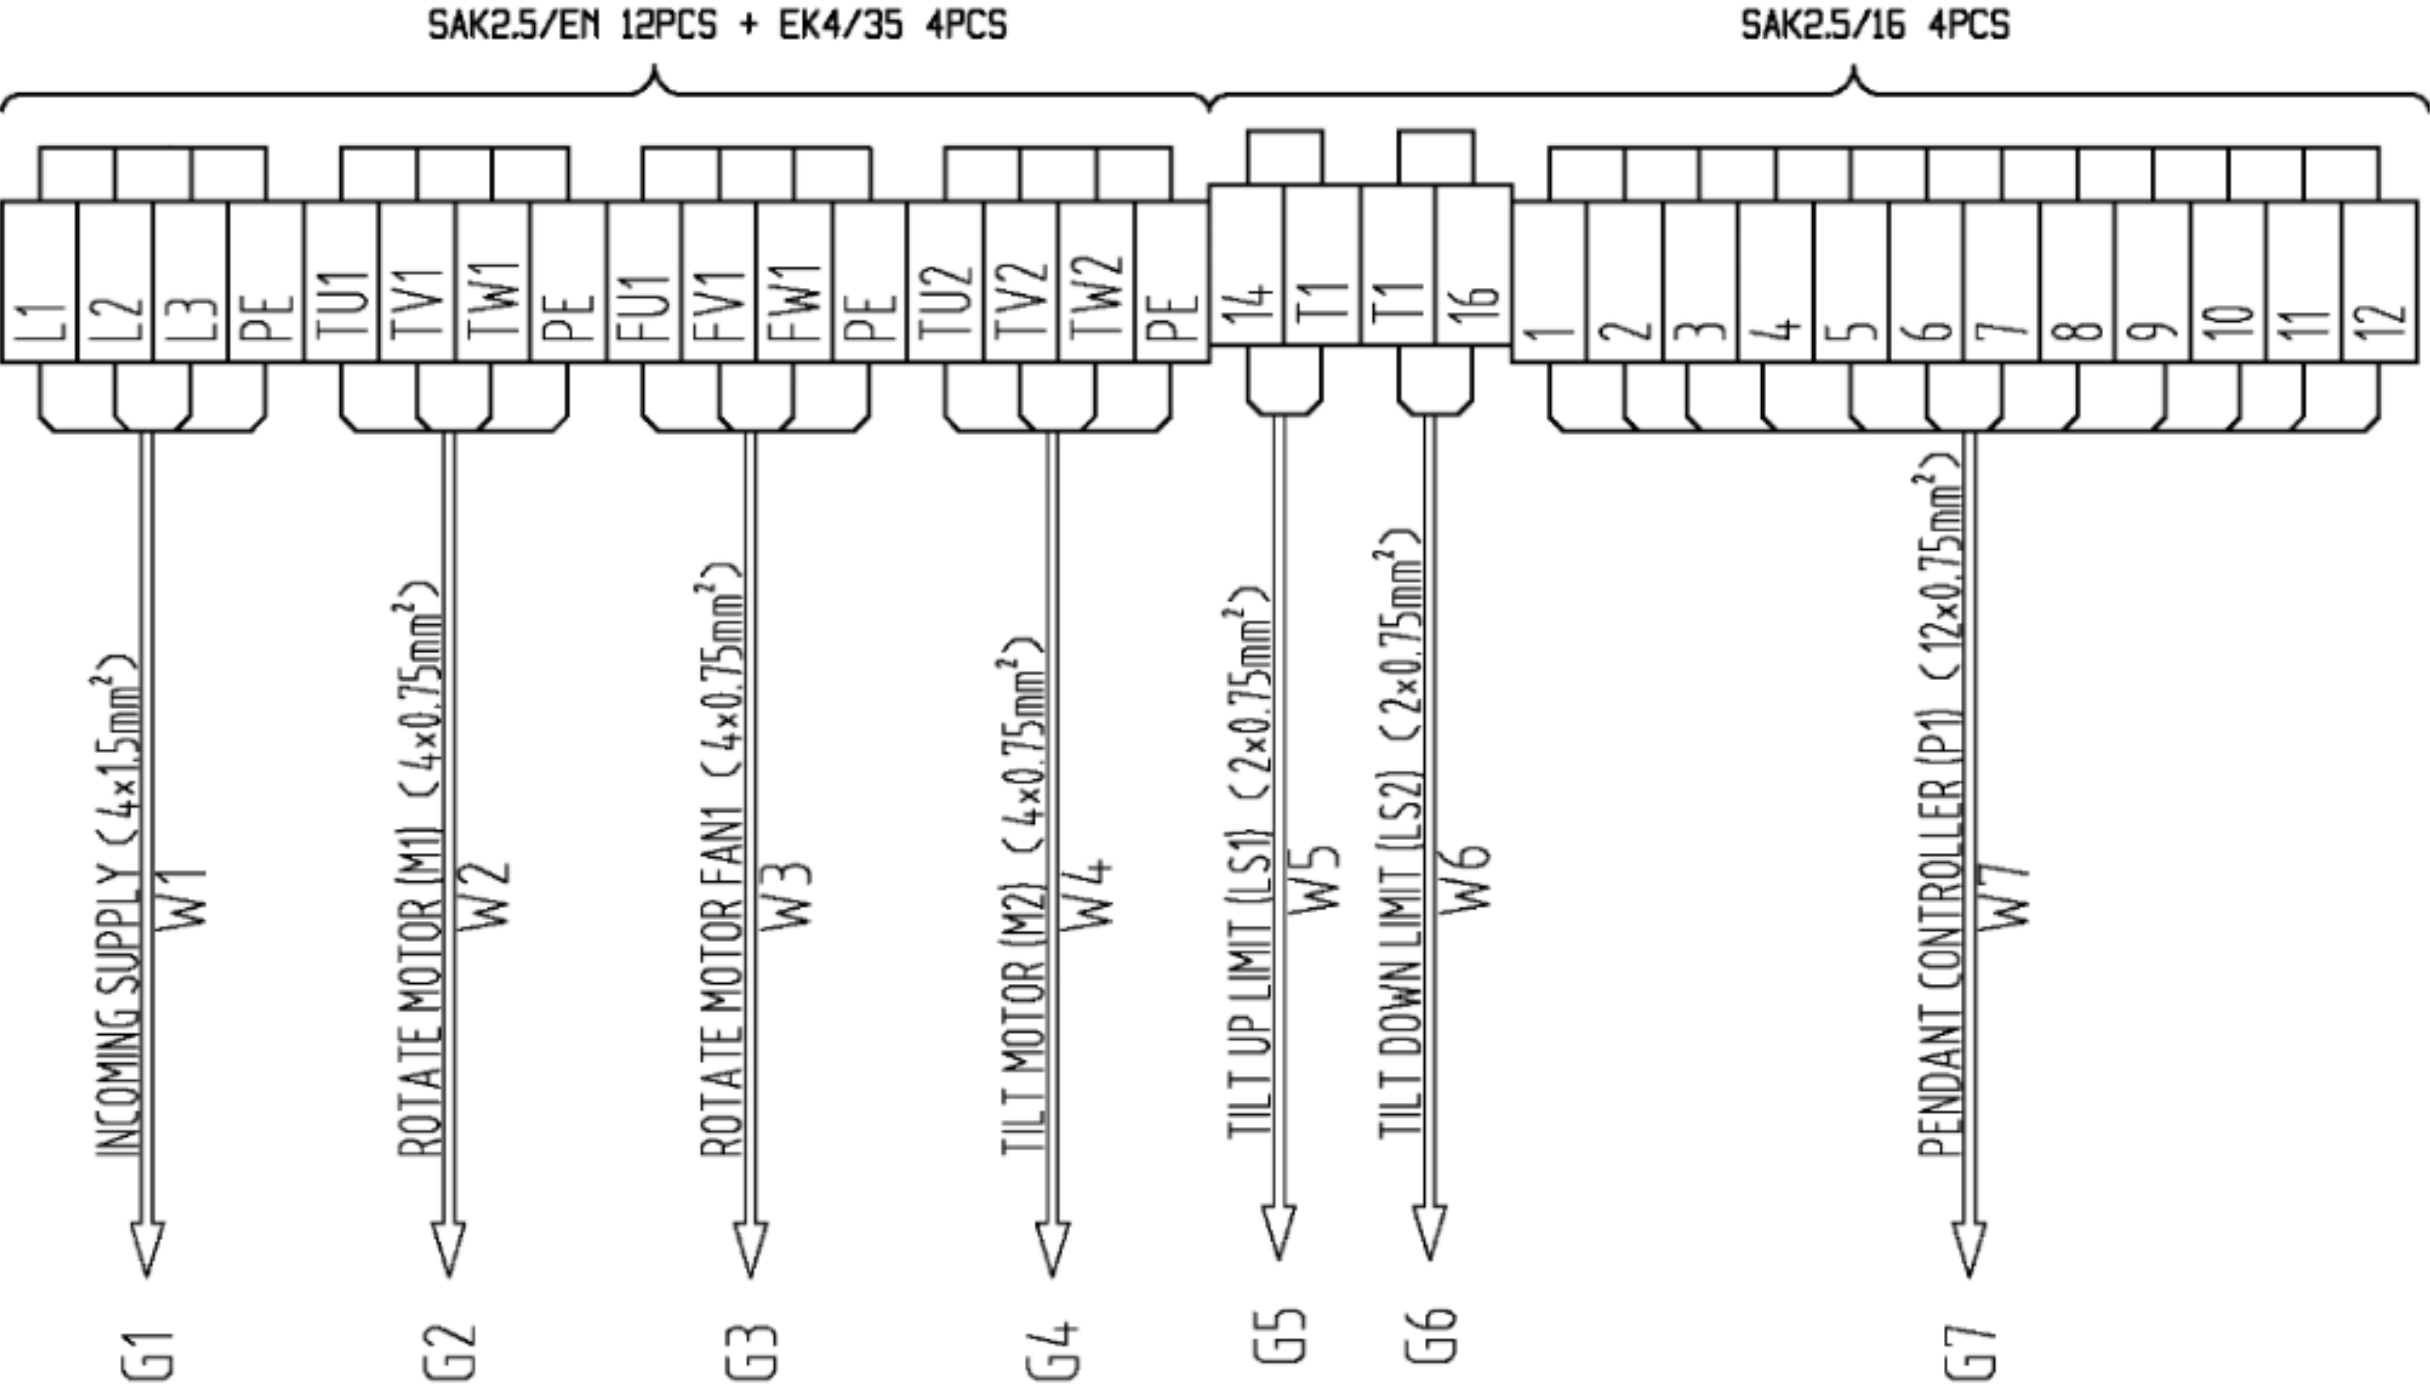 SAK2.5/EN 12PCS + EK4/35 4PCS
SAK2.5/16 4PCS
L1
L2
L3
PE
TU1
TV1
TW1
PE
FU1
FV1
FW1
PE
TU2
TV2
TW2
PE
14
T1
T1
16
1
2
3
4
5
6
7
8
9
10
11
12
INCOMING SUPPLY (4x1.5mm²)
W1
ROTATE MOTOR (M1) (4x0.75mm²)
W2
ROTATE MOTOR FAN1 (4x0.75mm²)
W3
TILT MOTOR (M2) (4x0.75mm²)
W4
TILT UP LIMIT (LS1) (2x0.75mm²)
W5
TILT DOWN LIMIT (LS2) (2x0.75mm²)
W6
PENDANT CONTROLLER (P1) (12x0.75mm²)
W7
G1
G2
G3
G4
G5
G6
G7